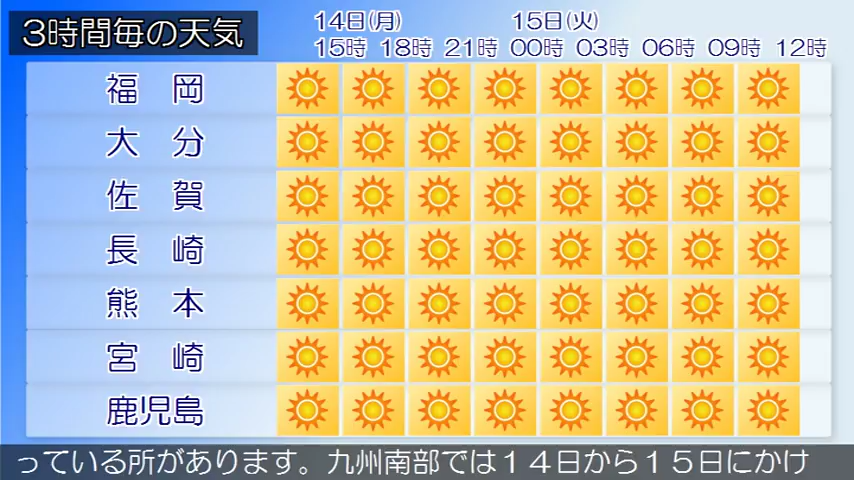 3時間毎の天気
14日(月) 15日(火)
15時 18時 21時 00時 03時 06時 09時 12時
福岡
大分
佐賀
長崎
熊本
宮崎
鹿児島
っている所があります。九州南部では１４日から１５日にかけ